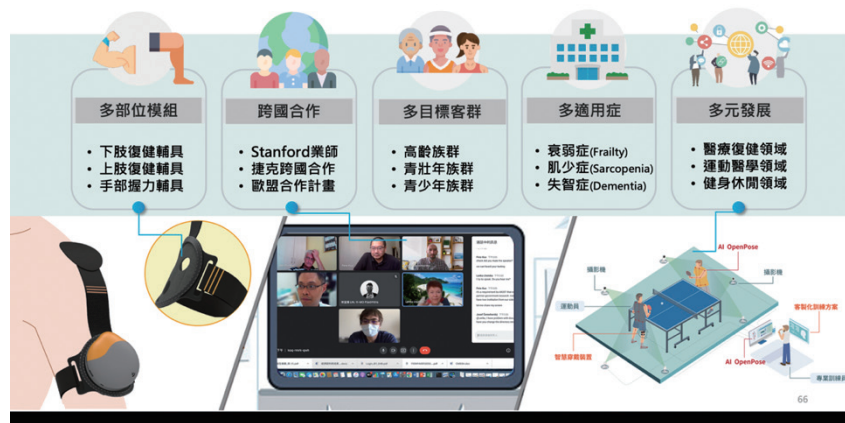 多部位模組
• 下肢復健輔具
• 上肢復健輔具
• 手部握力輔具
跨國合作
• Stanford業師
• 捷克跨國合作
• 歐盟合作計畫
多目標客群
• 高齡族群
• 青壯年族群
• 青少年族群
多適用症
• 衰弱症(Frailty)
• 肌少症(Sarcopenia)
• 失智症(Dementia)
多元發展
• 醫療復健領域
• 運動醫學領域
• 健身休閒領域
AI OpenPose
攝影機
攝影機
運動員
客製化訓練方案
智慧穿戴裝置
AI OpenPose
專業訓練員
66